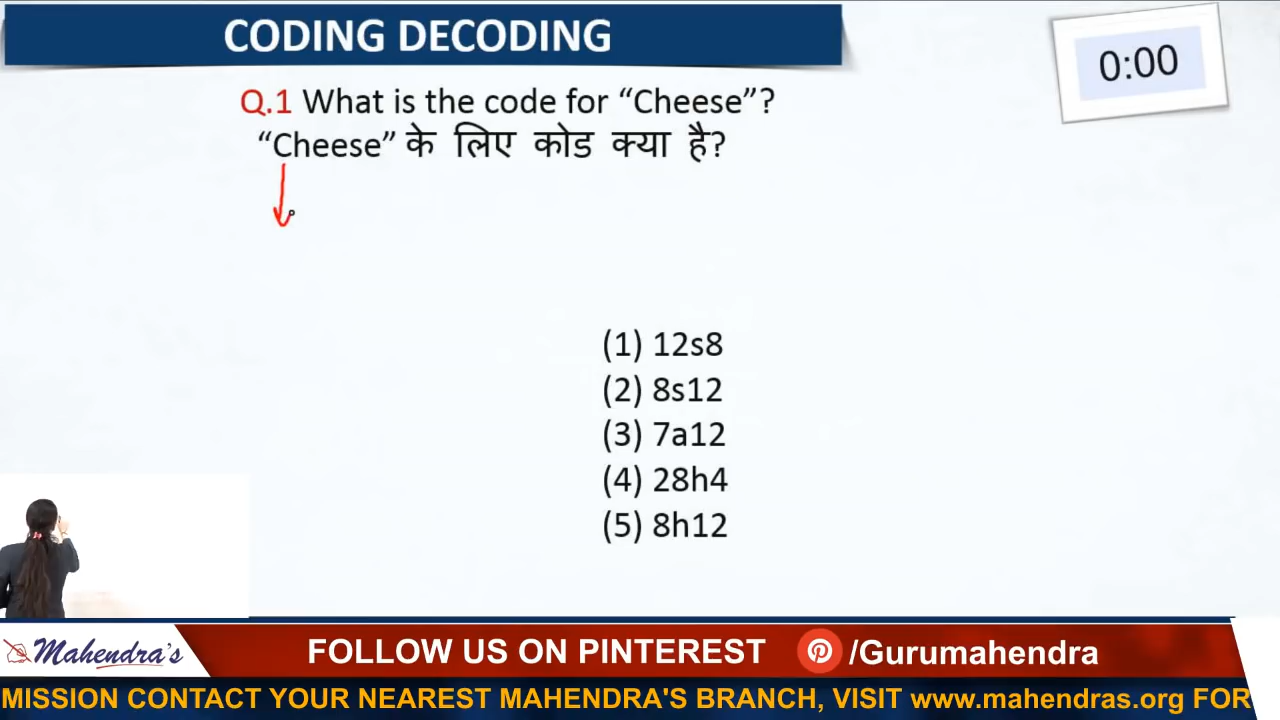 CODING DECODING
0:00
Q.1 What is the code for “Cheese”?
“Cheese” के लिए कोड क्या है?
(1) 12s8
(2) 8s12
(3) 7a12
(4) 28h4
(5) 8h12
Mahendra's
FOLLOW US ON PINTEREST /Gurumahendra
MISSION CONTACT YOUR NEAREST MAHENDRA'S BRANCH, VISIT www.mahendras.org FOR